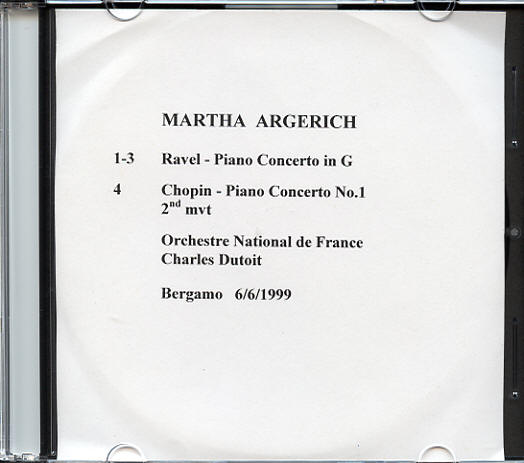 MARTHA ARGERICH
1-3 Ravel - Piano Concerto in G
4 Chopin - Piano Concerto No.1
2nd mvt
Orchestre National de France
Charles Dutoit
Bergamo 6/6/1999